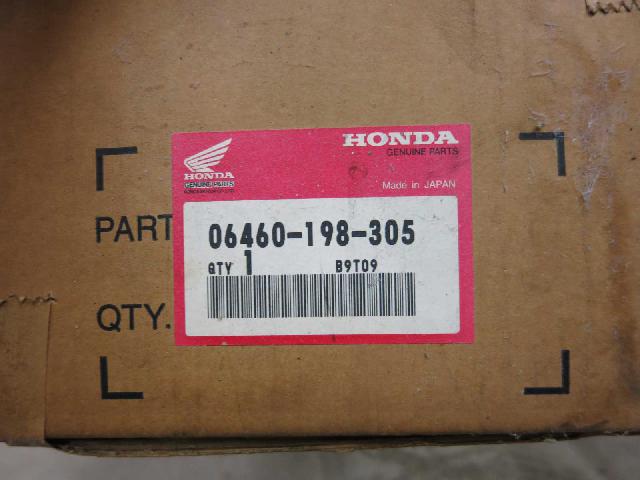 HONDA
GENUINE PARTS
HONDA
GENUINE PARTS
Made in JAPAN
PART
06460-198-305
QTY 1 B9T09
QTY.